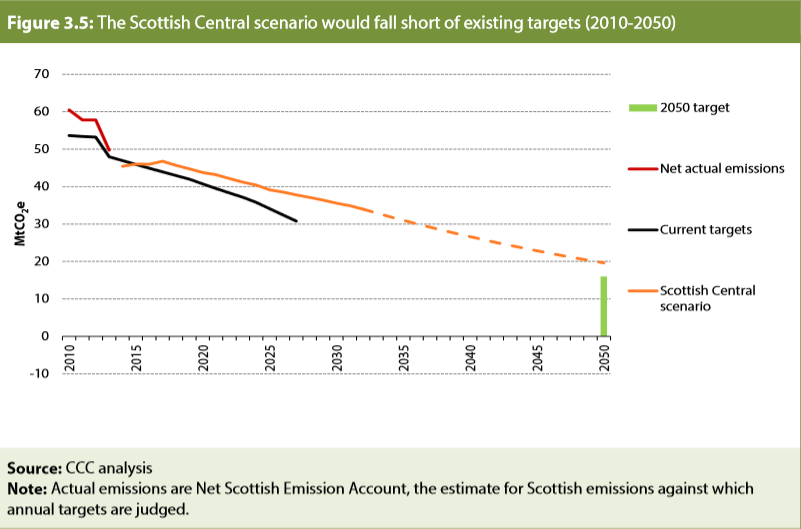 Figure 3.5: The Scottish Central scenario would fall short of existing targets (2010-2050)
70
60
50
40
30
20
10
0
-10
MtCO₂e
2010
2015
2020
2025
2030
2035
2040
2045
2050
2050 target
Net actual emissions
Current targets
Scottish Central
scenario
Source: CCC analysis
Note: Actual emissions are Net Scottish Emission Account, the estimate for Scottish emissions against which
annual targets are judged.